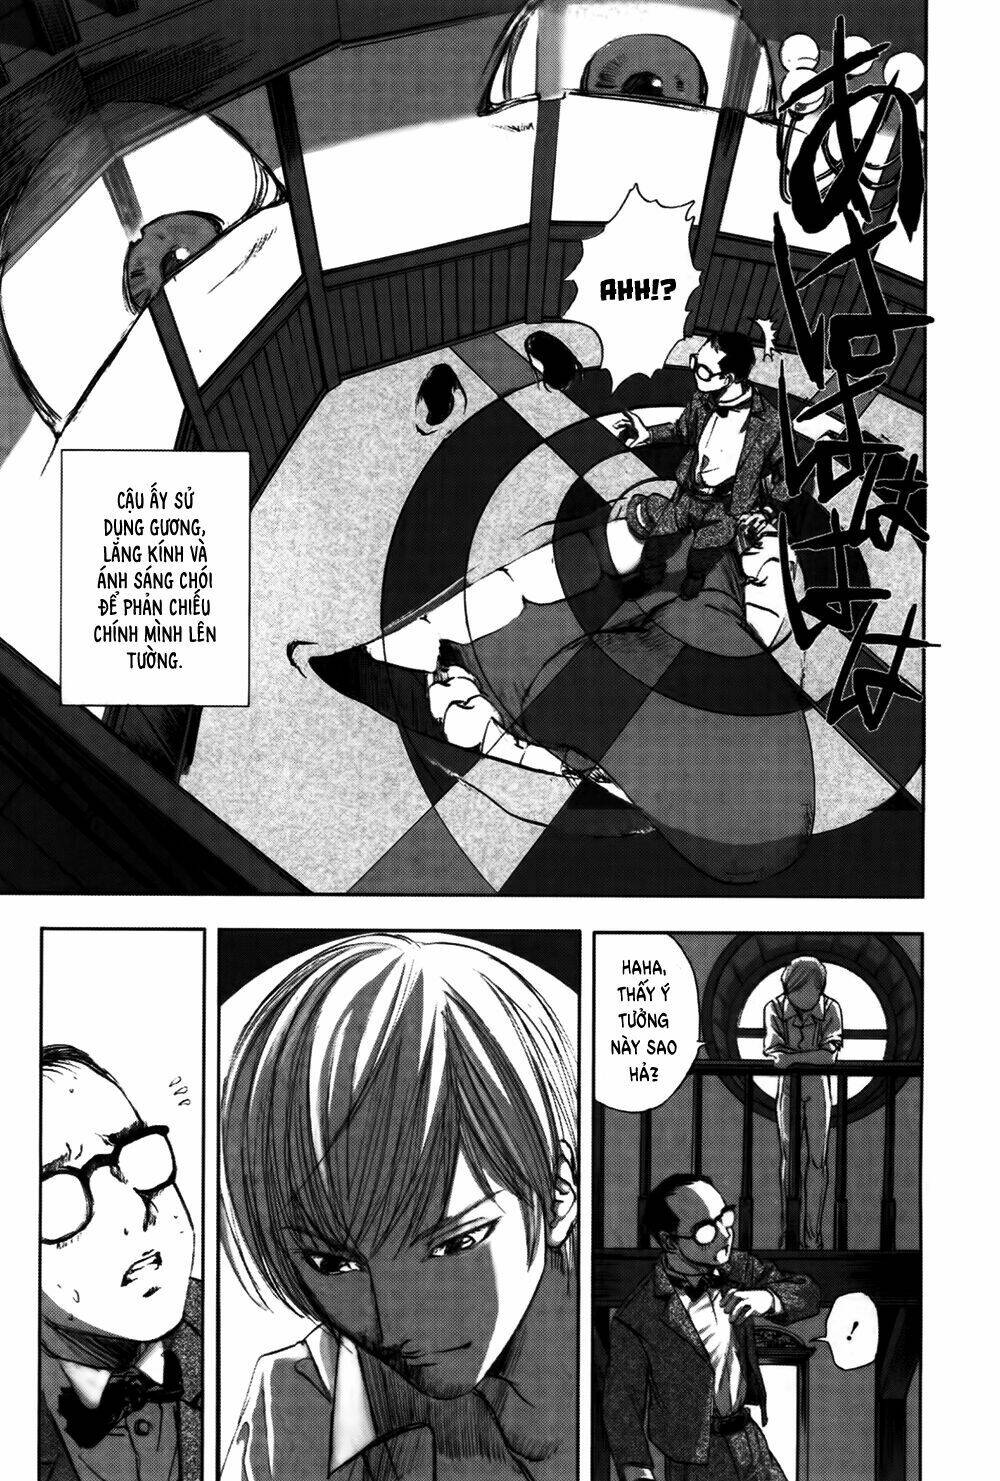 あははははは
AHH!?
CẬU ẤY SỬ
DỤNG GƯƠNG,
LĂNG KÍNH VÀ
ÁNH SÁNG CHÓI
ĐỂ PHẢN CHIẾU
CHÍNH MÌNH LÊN
TƯỜNG.
HAHA,
THẤY Ý
TƯỞNG
NÀY SAO
HẢ?
!